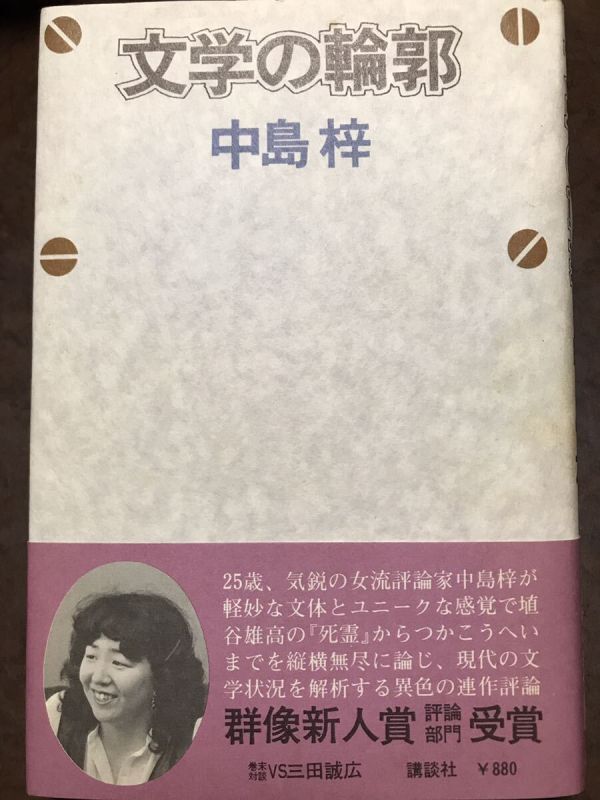 文学の輪郭
中島 梓
25歳、気鋭の女流評論家中島梓が
軽妙な文体とユニークな感覚で埴
谷雄高の『死霊』からつかこうへい
までを縦横無尽に論じ、現代の文
学状況を解析する異色の連作評論
群像新人賞 評論部門 受賞
巻末対談 VS三田誠広 講談社 ￥880